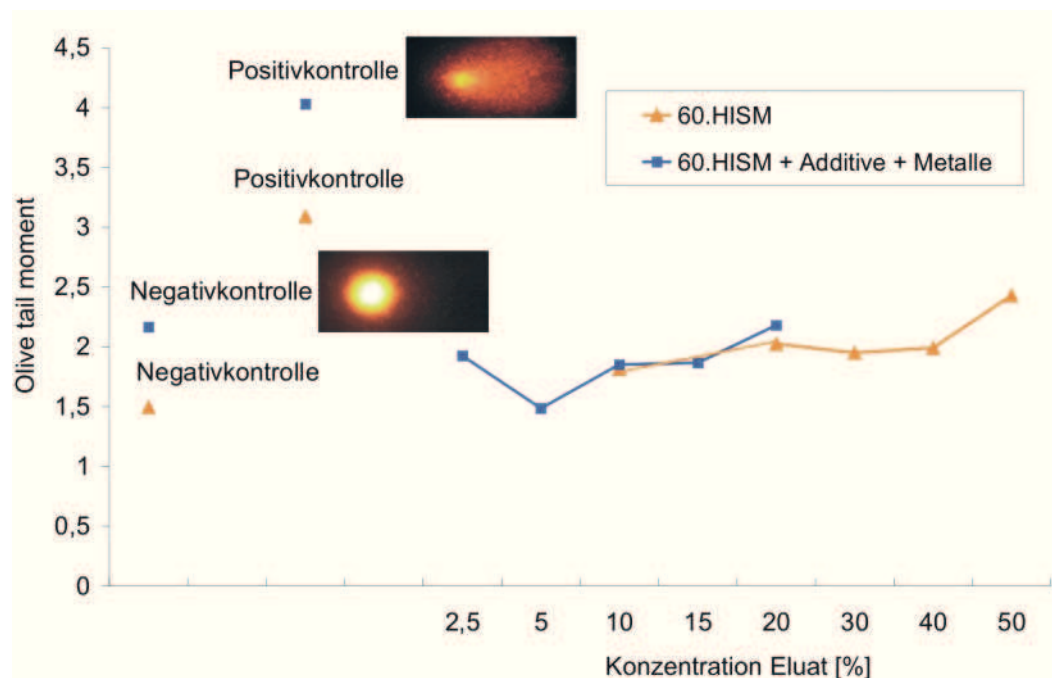 4,5
4
3,5
3
2,5
2
1,5
1
0,5
0
Olive tail moment
Positivkontrolle
Positivkontrolle
Negativkontrolle
Negativkontrolle
60.HISM
60.HISM + Additive + Metalle
2,5 5 10 15 20 30 40 50
Konzentration Eluat [%]